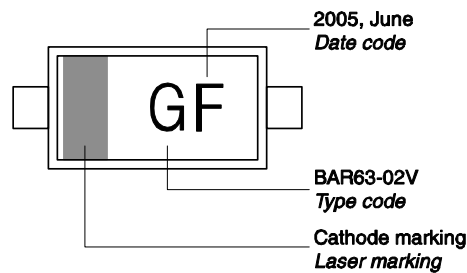 2005, June
Date code
GF
BAR63-02V
Type code
Cathode marking
Laser marking